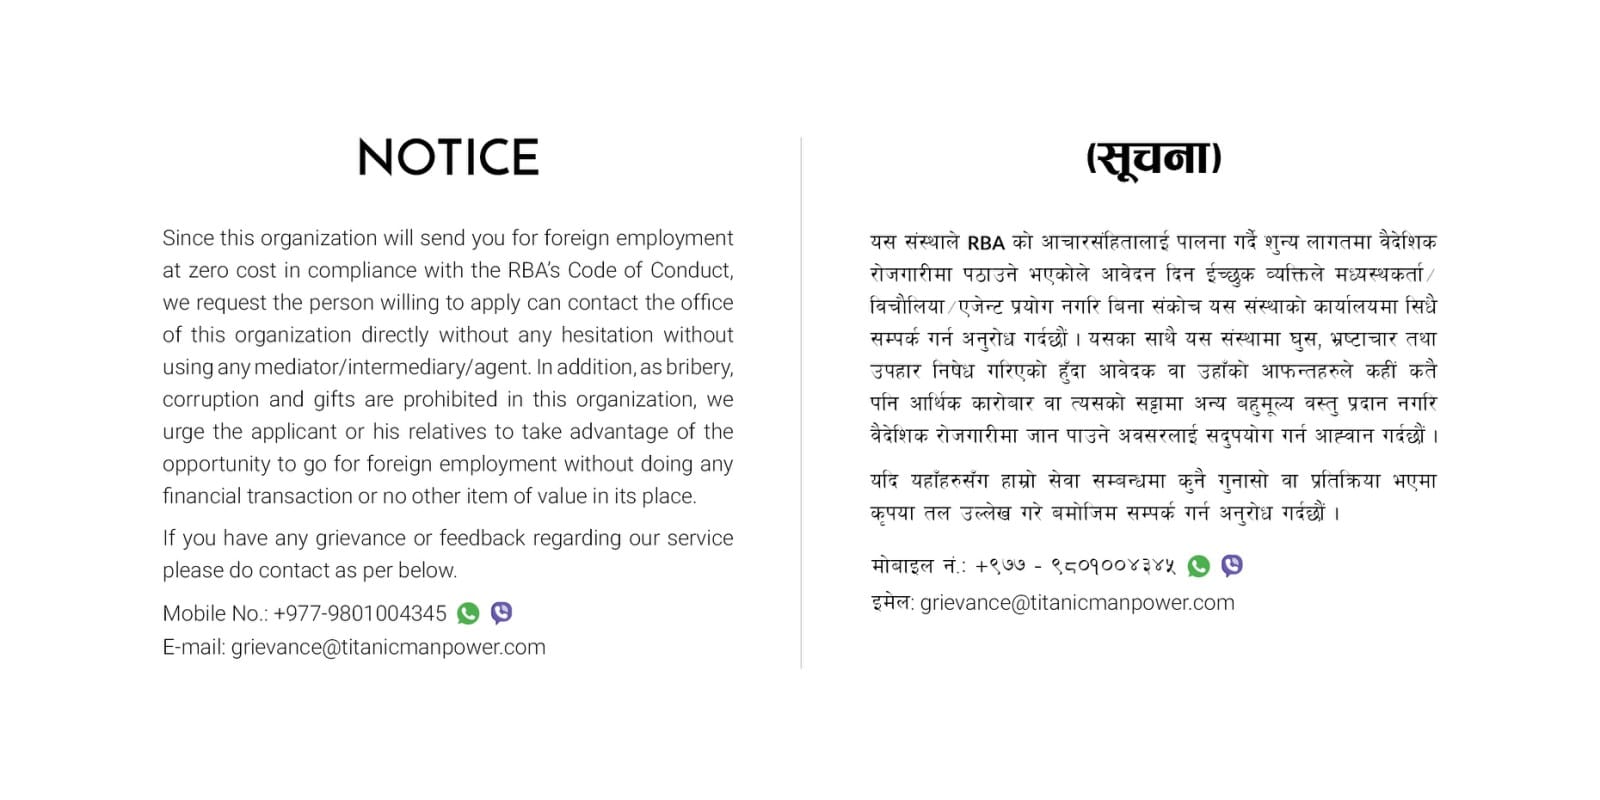 NOTICE
Since this organization will send you for foreign employment
at zero cost in compliance with the RBA’s Code of Conduct,
we request the person willing to apply can contact the office
of this organization directly without any hesitation without
using any mediator/intermediary/agent. In addition, as bribery,
corruption and gifts are prohibited in this organization, we
urge the applicant or his relatives to take advantage of the
opportunity to go for foreign employment without doing any
financial transaction or no other item of value in its place.
If you have any grievance or feedback regarding our service
please do contact as per below.
Mobile No.: +977-9801004345
E-mail: grievance@titanicmanpower.com
(सूचना)
यस संस्थाले RBA को आचारसंहितालाई पालना गर्दै शुन्य लागतमा वैदेशिक
रोजगारीमा पठाउने भएकोले आवेदन दिन ईच्छुक व्यक्तिले मध्यस्थकर्ता/
विचौलिया/एजेन्ट प्रयोग नगरि बिना संकोच यस संस्थाको कार्यालयमा सिधै
सम्पर्क गर्न अनुरोध गर्दछौं । यसका साथै यस संस्थामा घुस, भ्रष्टाचार तथा
उपहार निषेध गरिएको हुँदा आवेदक वा उहाँको आफन्तहरुले कहीं कतै
पनि आर्थिक कारोबार वा त्यसको सट्टामा अन्य बहुमूल्य वस्तु प्रदान नगरि
वैदेशिक रोजगारीमा जान पाउने अवसरलाई सदुपयोग गर्न आह्वान गर्दछौं ।
यदि यहाँहरुसँग हाम्रो सेवा सम्बन्धमा कुनै गुनासो वा प्रतिक्रिया भएमा
कृपया तल उल्लेख गरे बमोजिम सम्पर्क गर्न अनुरोध गर्दछौं ।
मोबाइल नं.: +९७७ - ९८०१००४३४५
इमेल: grievance@titanicmanpower.com